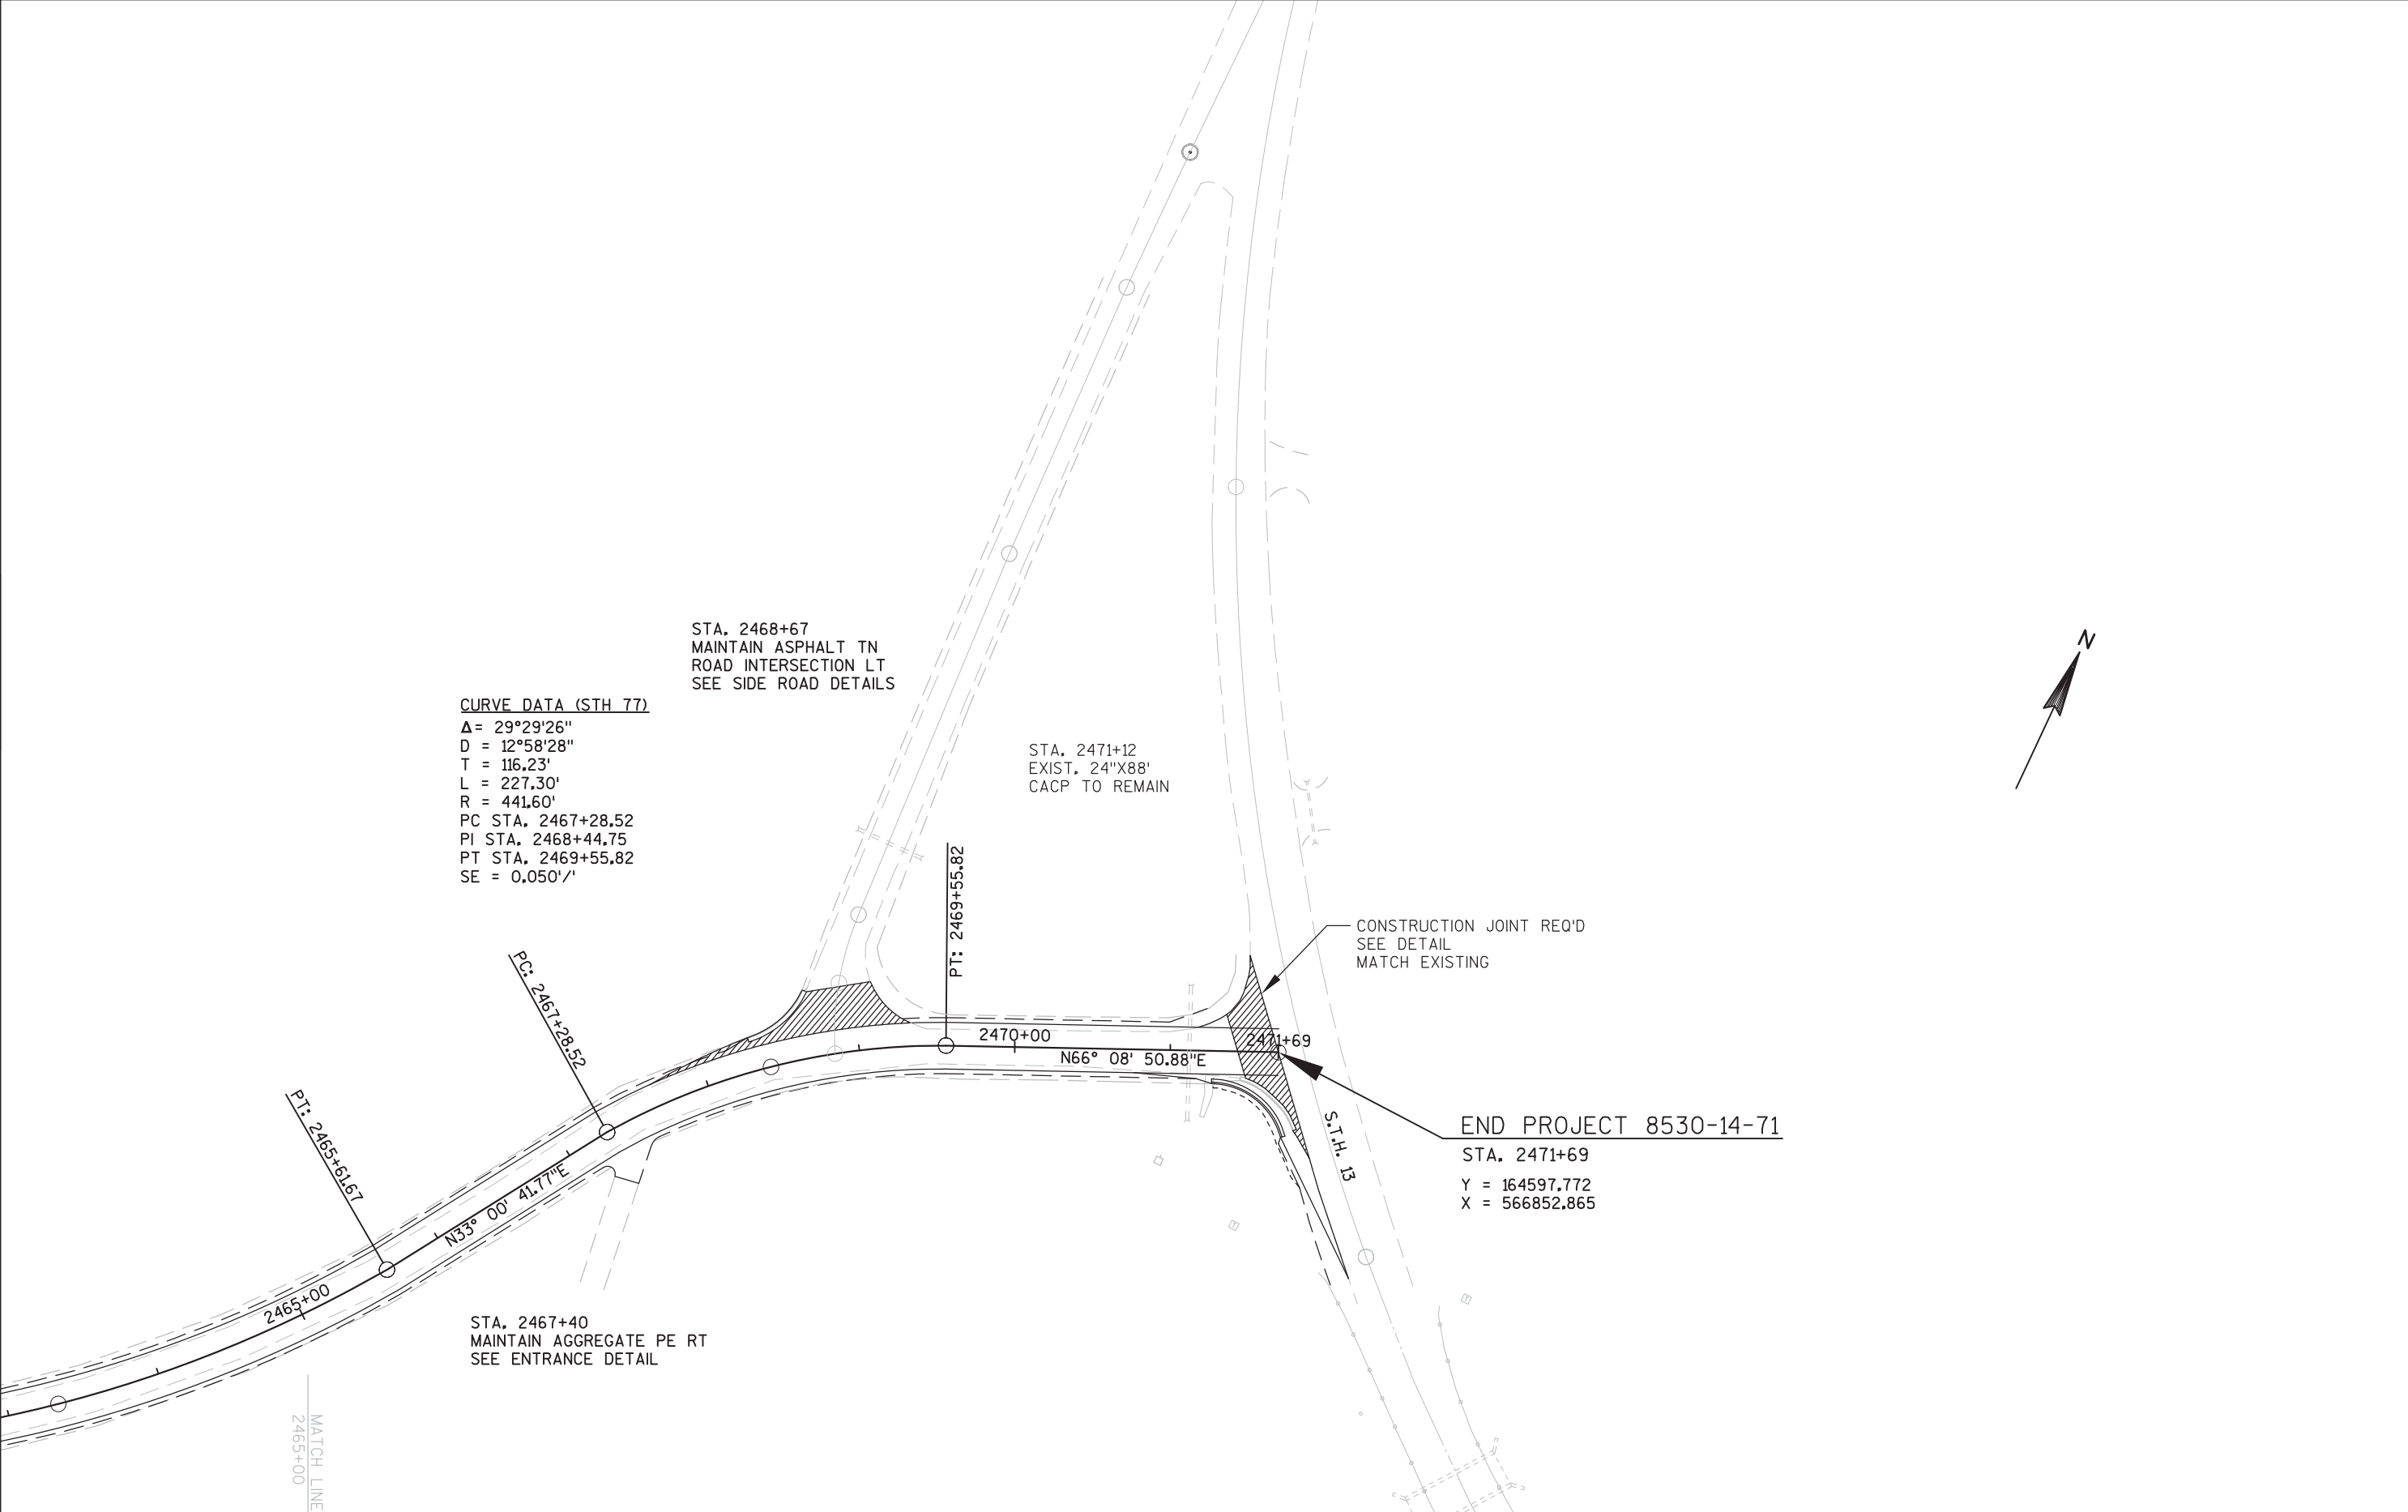 N
STA. 2468+67
MAINTAIN ASPHALT TN
ROAD INTERSECTION LT
SEE SIDE ROAD DETAILS
CURVE DATA (STH 77)
Δ= 29°29'26"
D = 12°58'28"
T = 116.23'
L = 227.30'
R = 441.60'
PC STA. 2467+28.52
PI STA. 2468+44.75
PT STA. 2469+55.82
SE = 0.050'/'
STA. 2471+12
EXIST. 24"X88'
CACP TO REMAIN
PT: 2469+55.82
CONSTRUCTION JOINT REQ'D
SEE DETAIL
MATCH EXISTING
PC: 2467+28.52
2470+00
2471+69
N66° 08' 50.88"E
PT: 2465+61.67
N33° 00' 41.77"E
S.T.H. 13
END PROJECT 8530-14-71
STA. 2471+69
Y = 164597.772
X = 566852.865
2465+00
STA. 2467+40
MAINTAIN AGGREGATE PE RT
SEE ENTRANCE DETAIL
MATCH LINE
2465+00